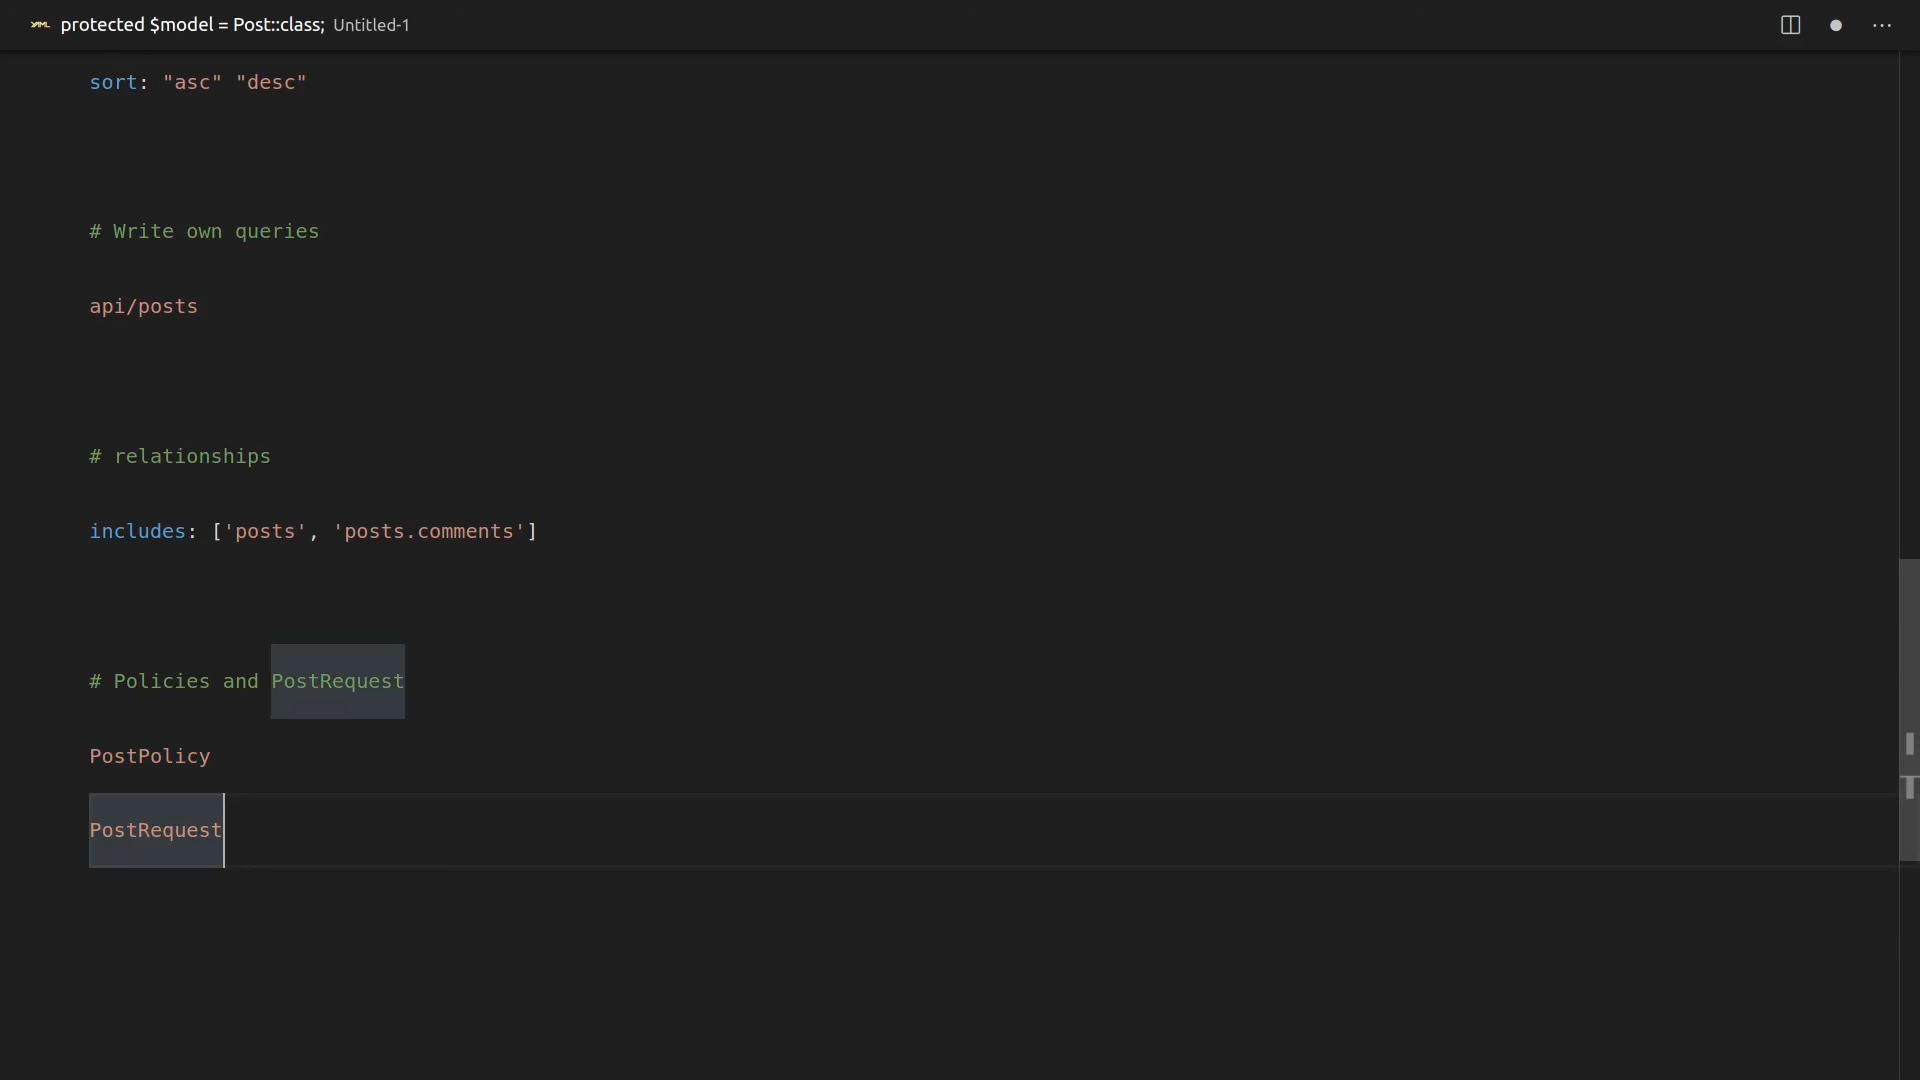 YAML protected $model = Post::class; Untitled-1
sort: "asc" "desc"
# Write own queries
api/posts
# relationships
includes: ['posts', 'posts.comments']
# Policies and PostRequest
PostPolicy
PostRequest